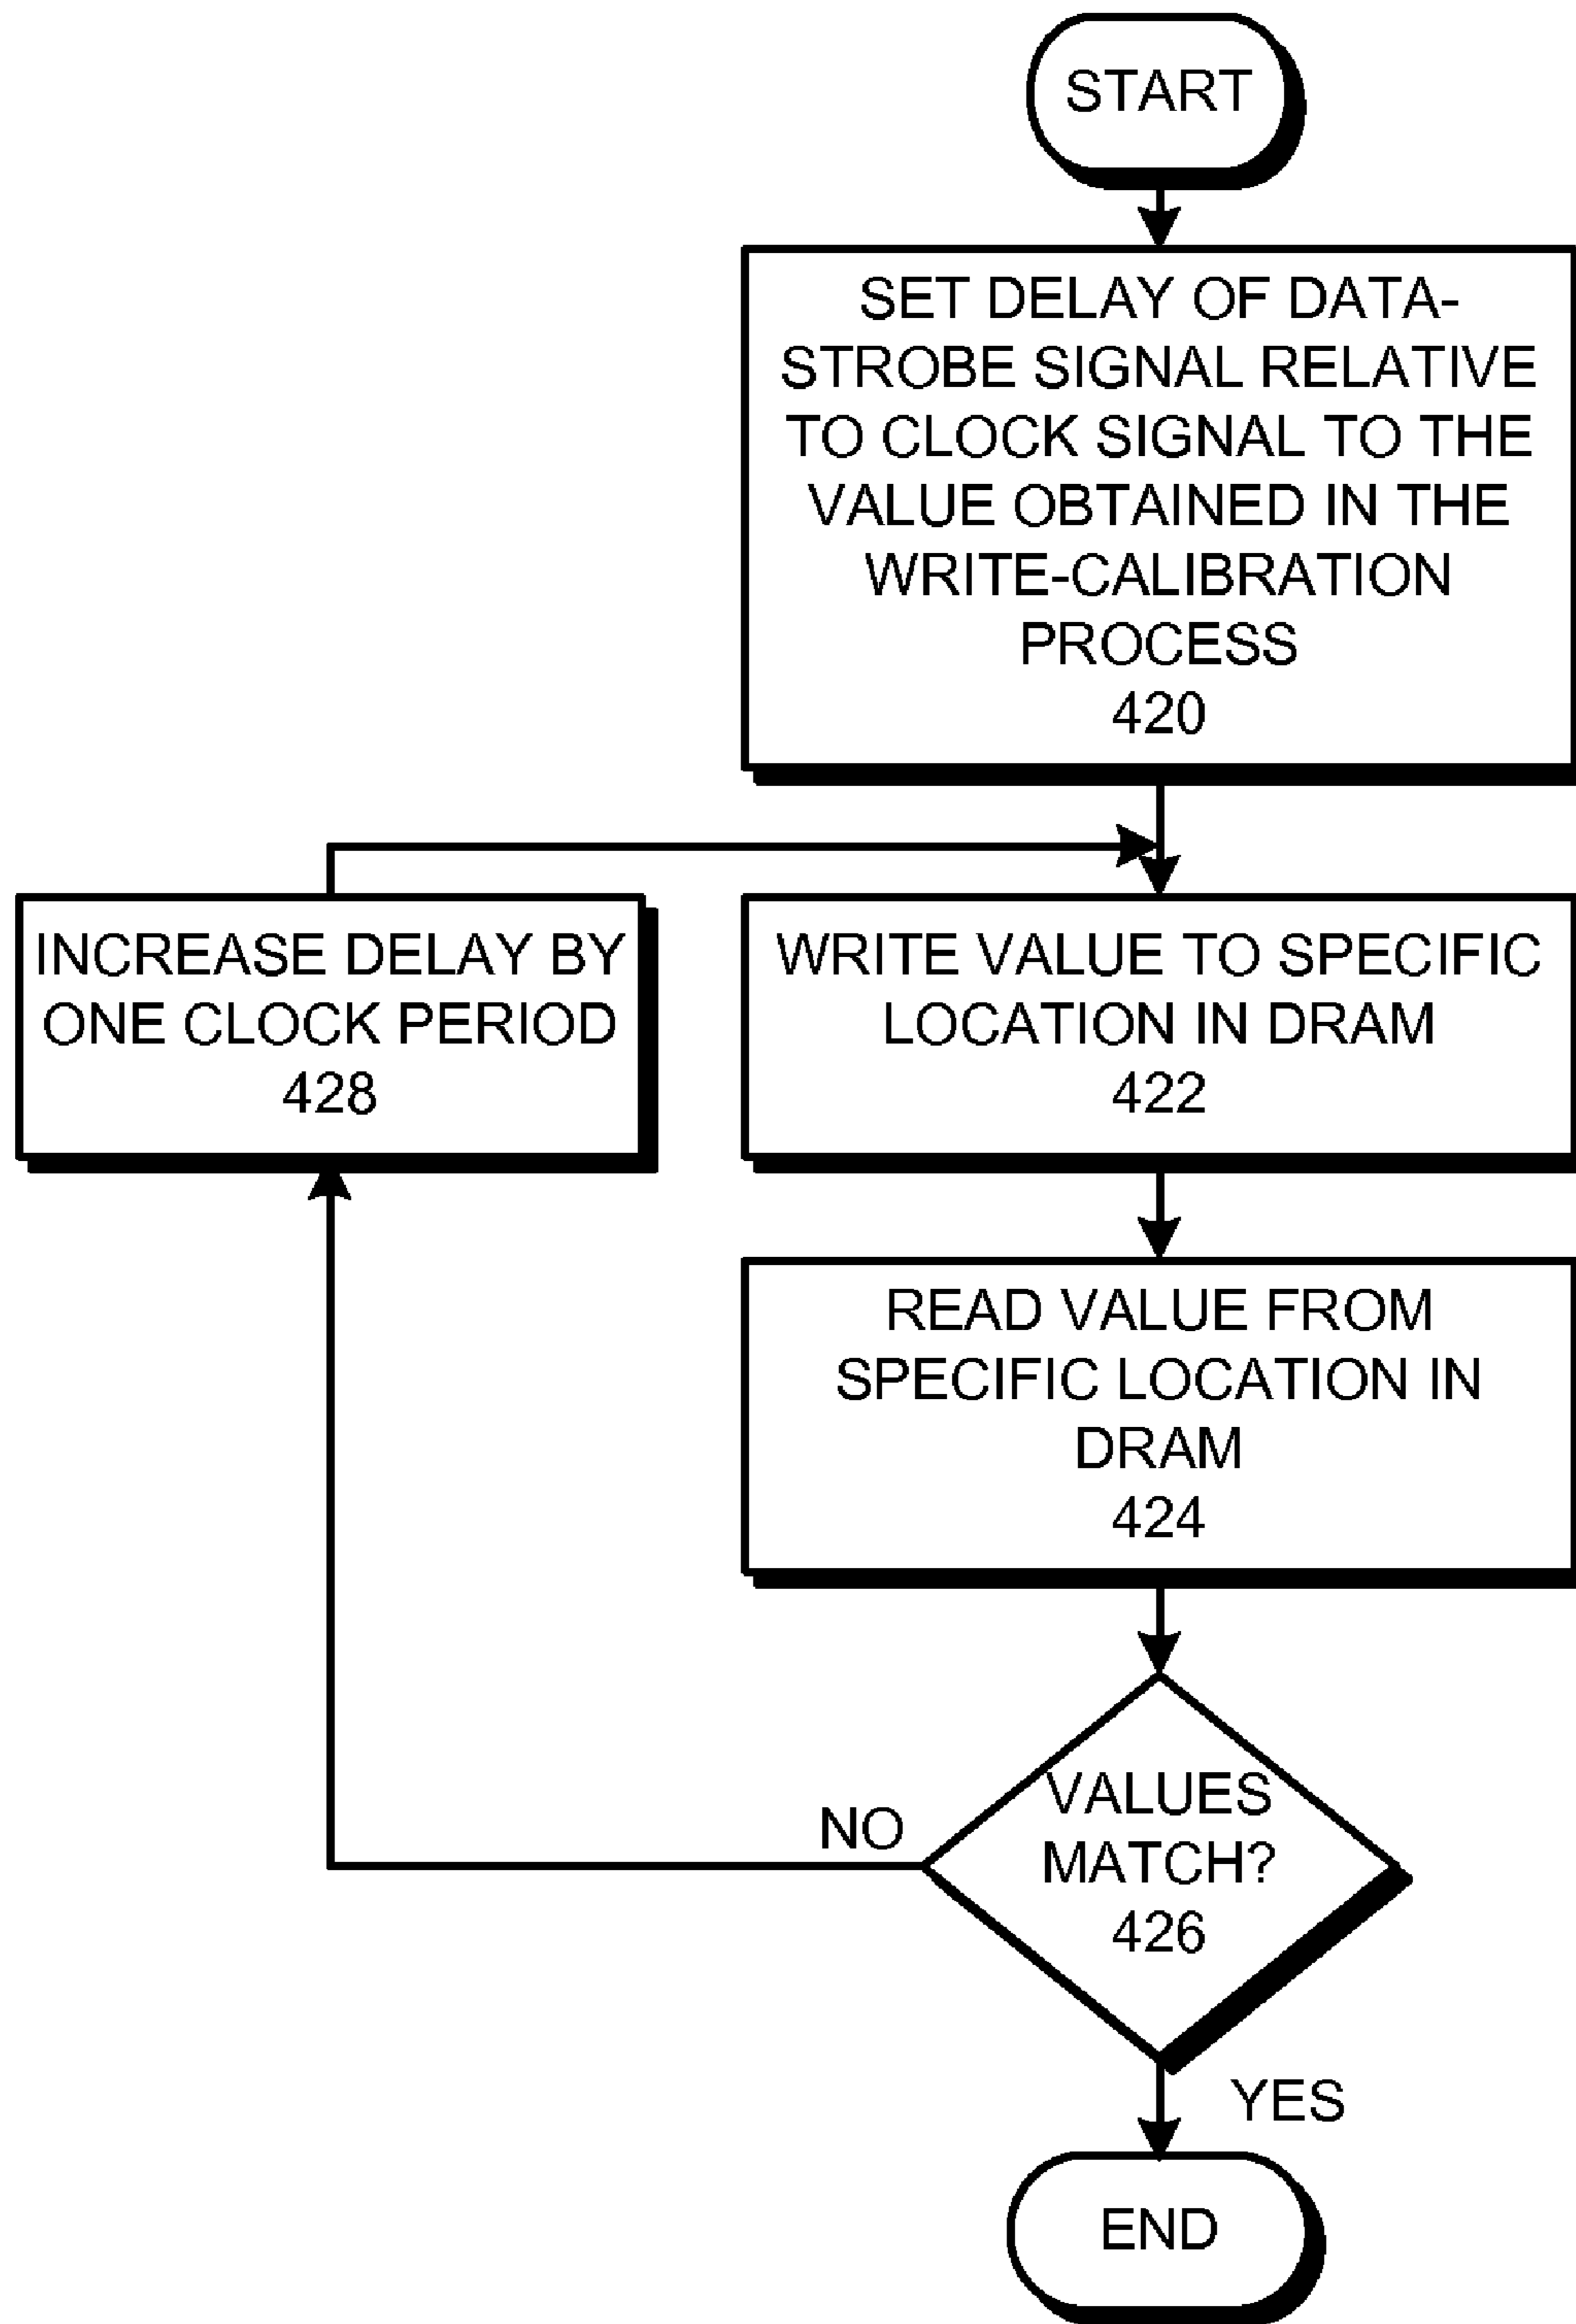 START
SET DELAY OF DATA-
STROBE SIGNAL RELATIVE
TO CLOCK SIGNAL TO THE
VALUE OBTAINED IN THE
WRITE-CALIBRATION
PROCESS
420
INCREASE DELAY BY
ONE CLOCK PERIOD
428
WRITE VALUE TO SPECIFIC
LOCATION IN DRAM
422
READ VALUE FROM
SPECIFIC LOCATION IN
DRAM
424
VALUES
MATCH?
426
NO
YES
END